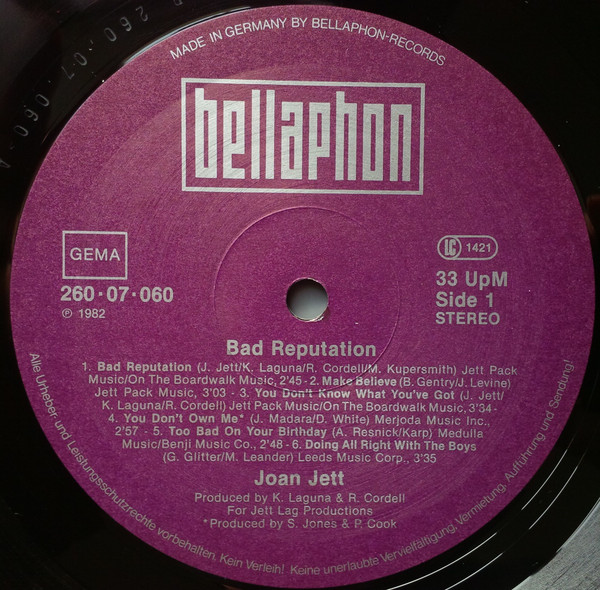 MADE IN GERMANY BY BELLAPHON-RECORDS
bellaphon
GEMA
LC 1421
260·07·060
33 UpM
℗ 1982
Side 1
STEREO
Bad Reputation
1. Bad Reputation (J. Jett/K. Laguna/R. Cordell/M. Kupersmith) Jett Pack
Music/On The Boardwalk Music, 2'45 - 2. Make Believe (B. Gentry/J. Levine)
Jett Pack Music, 3'03 - 3. You Don't Know What You've Got (J. Jett/
K. Laguna/R. Cordell) Jett Pack Music/On The Boardwalk Music, 3'34-
4. You Don't Own Me* (J. Madara/D. White) Merjoda Music Inc.,
2'57 - 5. Too Bad On Your Birthday (A. Resnick/Karp) Medulla
Music/Benji Music Co., 2'48 - 6. Doing All Right With The Boys
(G. Glitter/M. Leander) Leeds Music Corp., 3'35
Joan Jett
Produced by K. Laguna & R. Cordell
For Jett Lag Productions
*Produced by S. Jones & P. Cook
Alle Urheber- und Leistungsschutzrechte vorbehalten. Kein Verleih! Keine unerlaubte Vervielfältigung, Vermietung, Aufführung und Sendung!
260·07·060-A